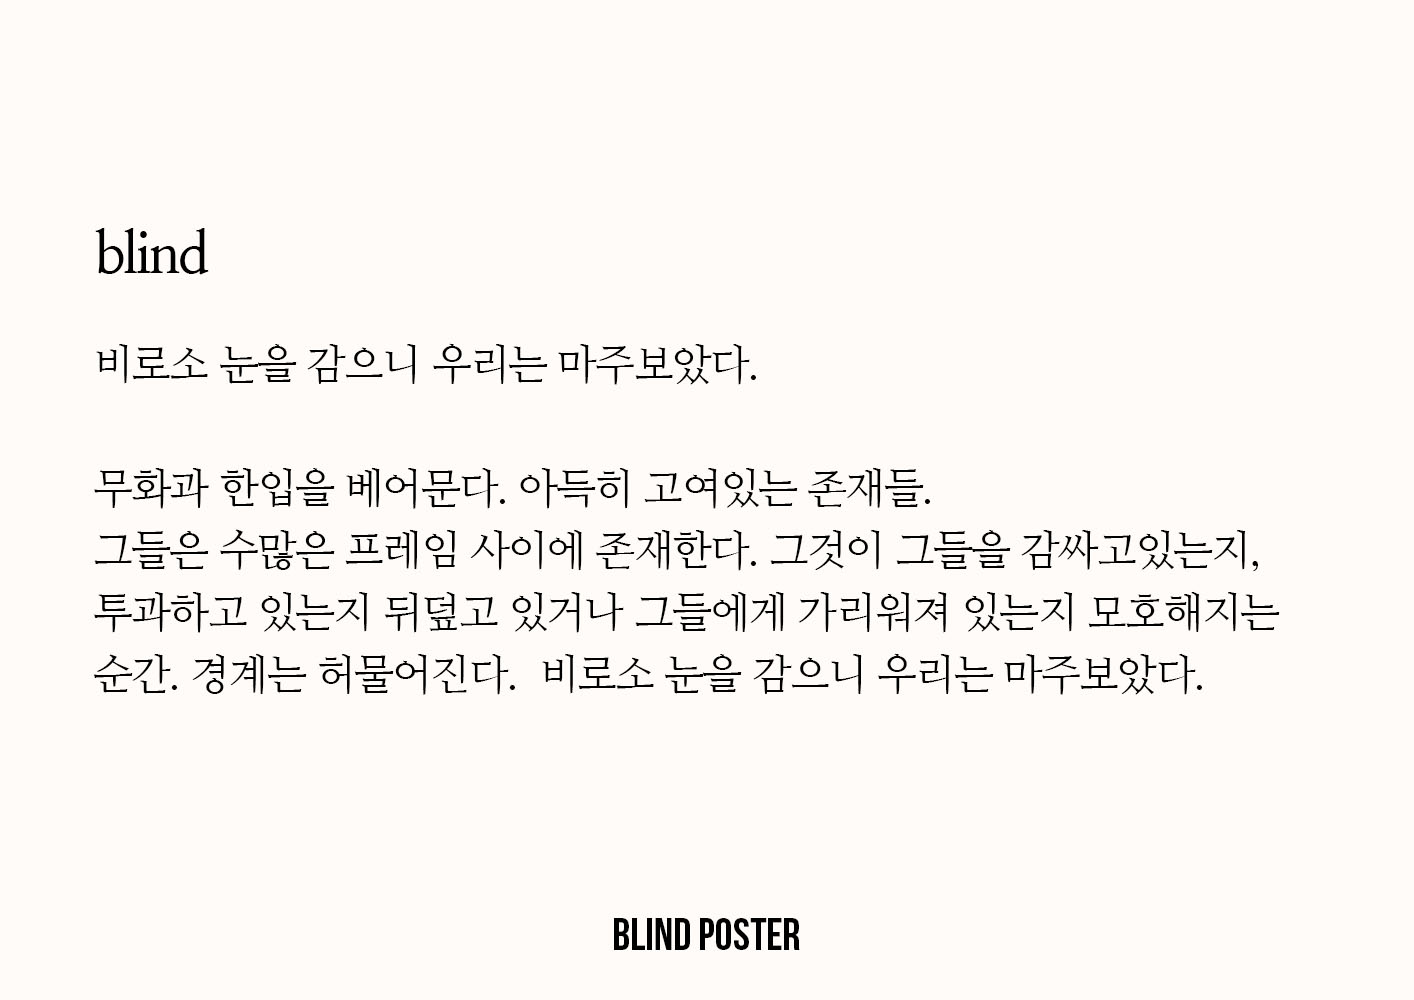 blind
비로소 눈을 감으니 우리는 마주보았다.
무화과 한입을 베어문다. 아득히 고여있는 존재들.
그들은 수많은 프레임 사이에 존재한다. 그것이 그들을 감싸고있는지,
투과하고 있는지 뒤덮고 있거나 그들에게 가리워져 있는지 모호해지는
순간. 경계는 허물어진다.  비로소 눈을 감으니 우리는 마주보았다.
BLIND POSTER